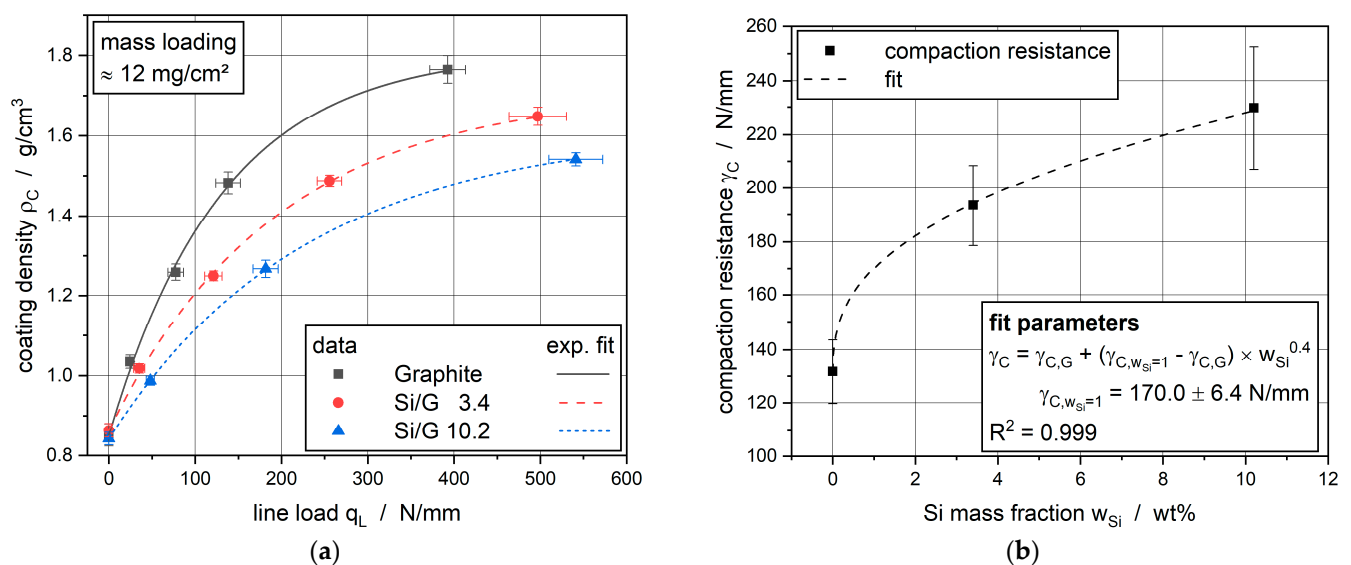 mass loading
≈ 12 mg/cm²
coating density ρC / g/cm³
1.8
1.6
1.4
1.2
1.0
0.8
0
100
200
300
400
500
600
line load qL / N/mm
data exp. fit
Graphite
Si/G 3.4
Si/G 10.2
(a)
compaction resistance γC / N/mm
260
240
220
200
180
160
140
120
100
0
2
4
6
8
10
12
Si mass fraction wSi / wt%
compaction resistance
fit
fit parameters
γC = γC,G + (γC,wSi=1 - γC,G) × wSi^0.4
γC,wSi=1 = 170.0 ± 6.4 N/mm
R² = 0.999
(b)